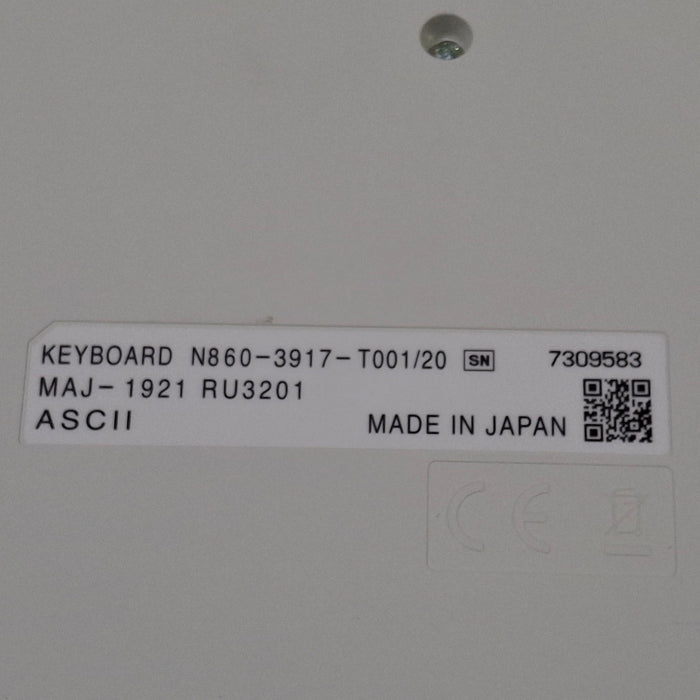 KEYBOARD N860-3917-T001/20 SN 7309583
MAJ-1921 RU3201
ASCII MADE IN JAPAN
CE